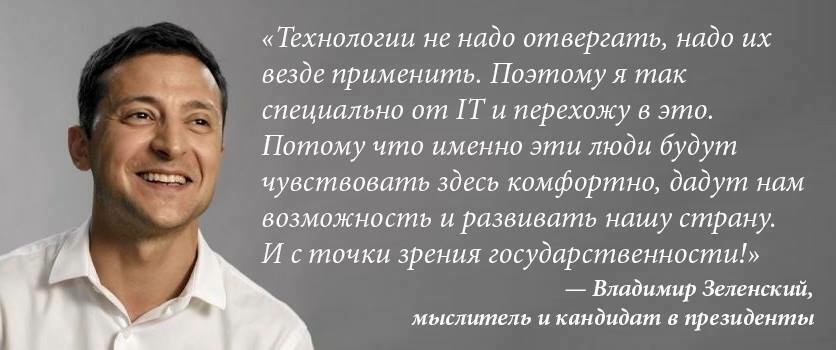 «Технологии не надо отвергать, надо их
везде применить. Поэтому я так
специально от IT и перехожу в это.
Потому что именно эти люди будут
чувствовать здесь комфортно, дадут нам
возможность и развивать нашу страну.
И с точки зрения государственности!»
— Владимир Зеленский,
мыслитель и кандидат в президенты